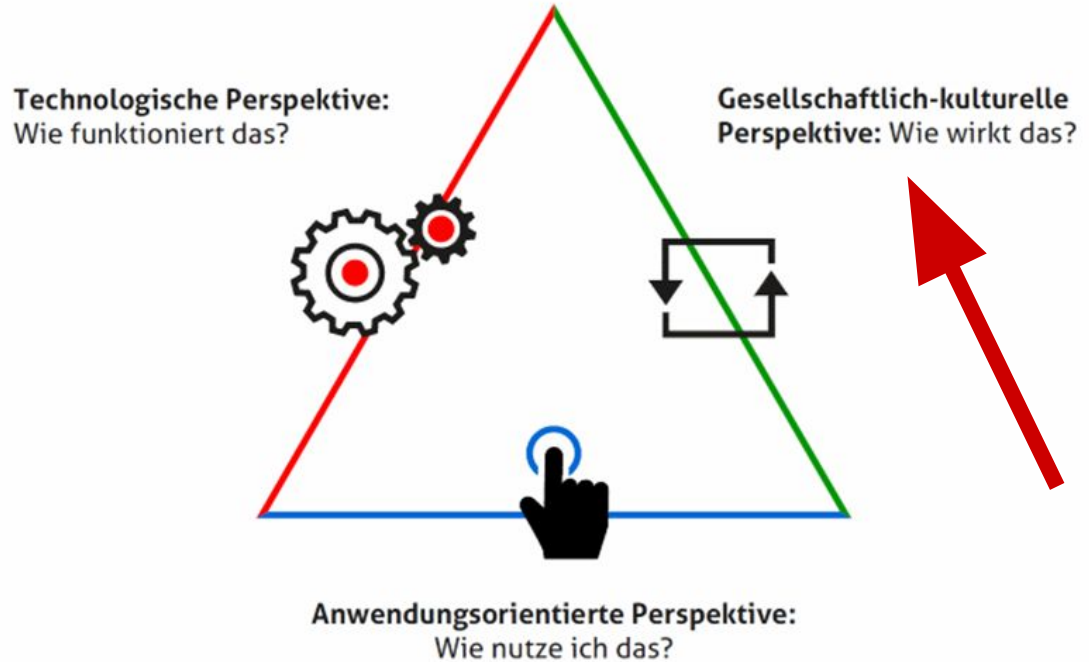 Technologische Perspektive:
Wie funktioniert das?
Gesellschaftlich-kulturelle
Perspektive: Wie wirkt das?
Anwendungsorientierte Perspektive:
Wie nutze ich das?